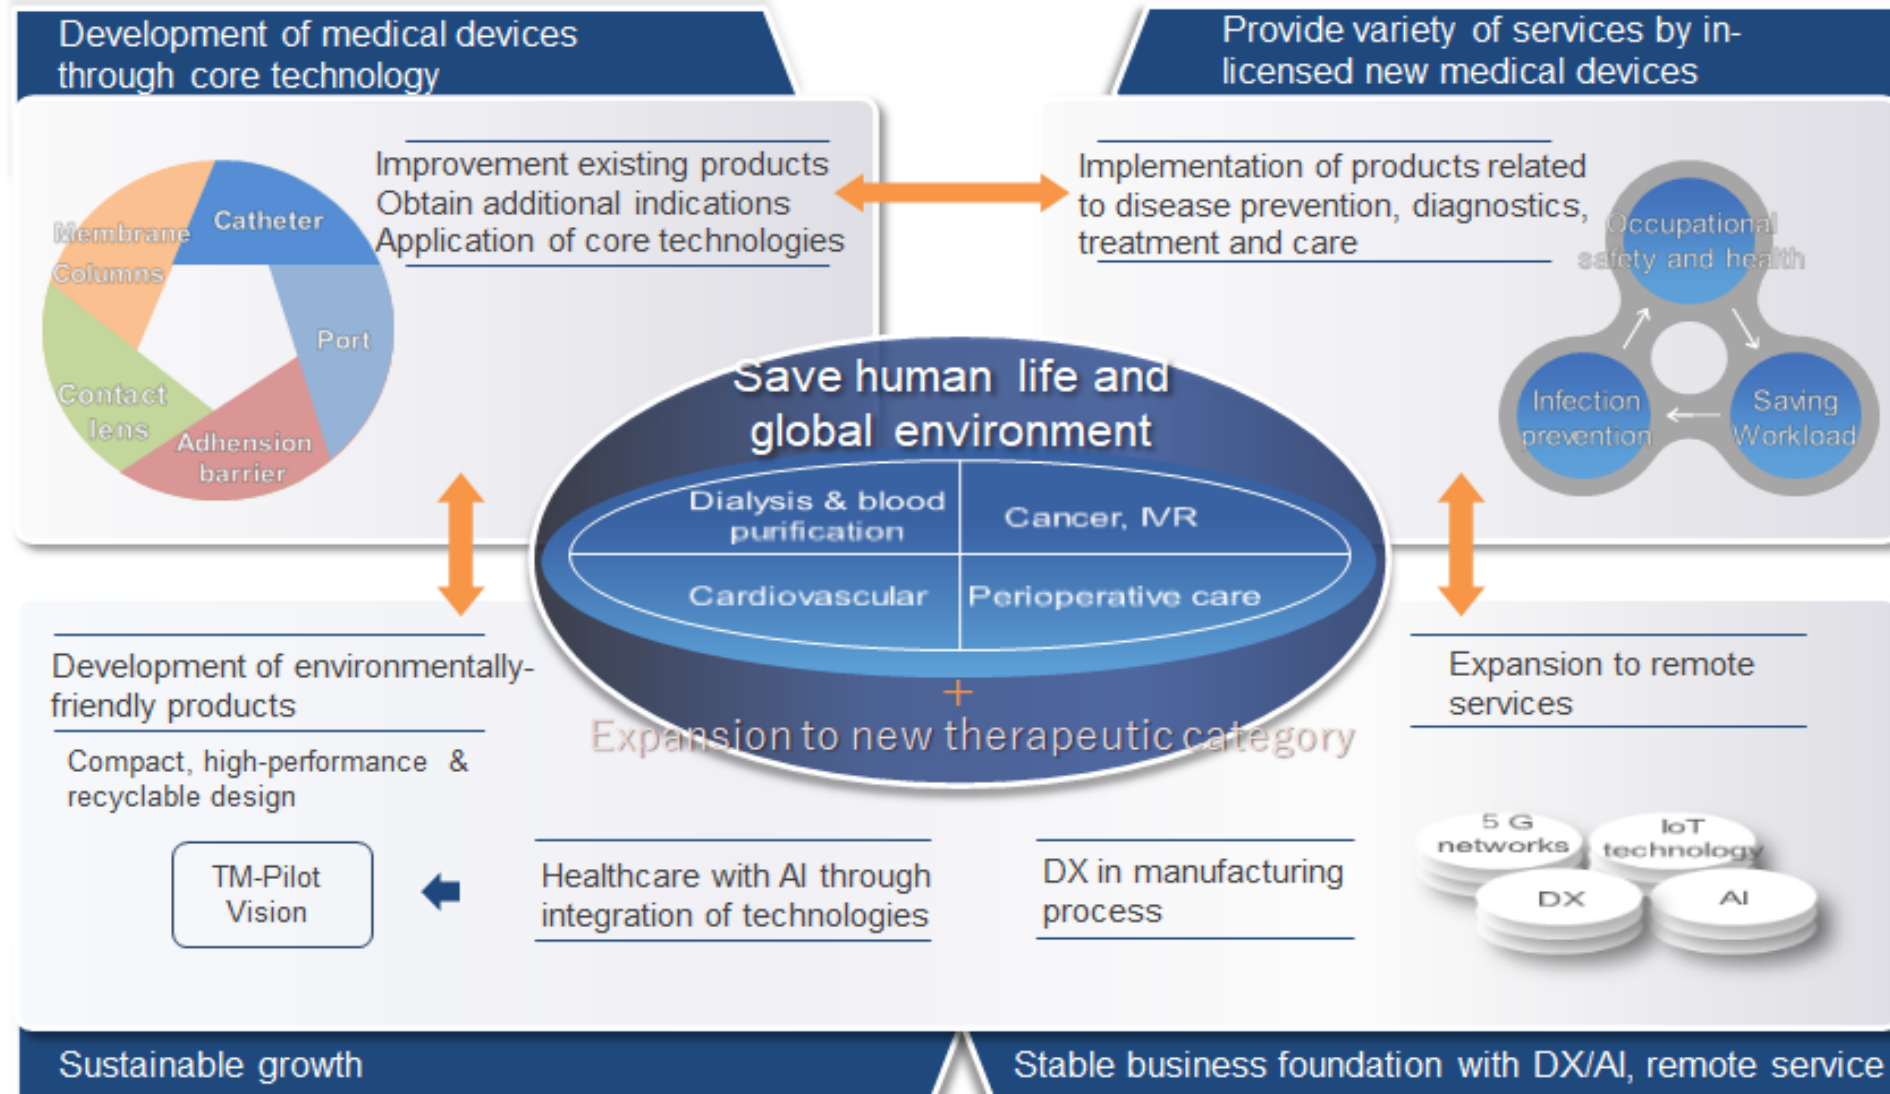 Development of medical devices
through core technology
Provide variety of services by in-
licensed new medical devices
Improvement existing products
Obtain additional indications
Application of core technologies
Catheter
Membrane
Columns
Port
Contact
lens
Adhension
barrier
Implementation of products related
to disease prevention, diagnostics,
treatment and care
Occupational
safety and health
Infection
prevention
Saving
Workload
Save human life and
global environment
Dialysis & blood
purification
Cancer, IVR
Cardiovascular
Perioperative care
+
Expansion to new therapeutic category
Development of environmentally-
friendly products
Compact, high-performance &
recyclable design
TM-Pilot
Vision
Healthcare with AI through
integration of technologies
DX in manufacturing
process
Expansion to remote
services
5 G
networks
IoT
technology
DX
AI
Sustainable growth
Stable business foundation with DX/AI, remote service